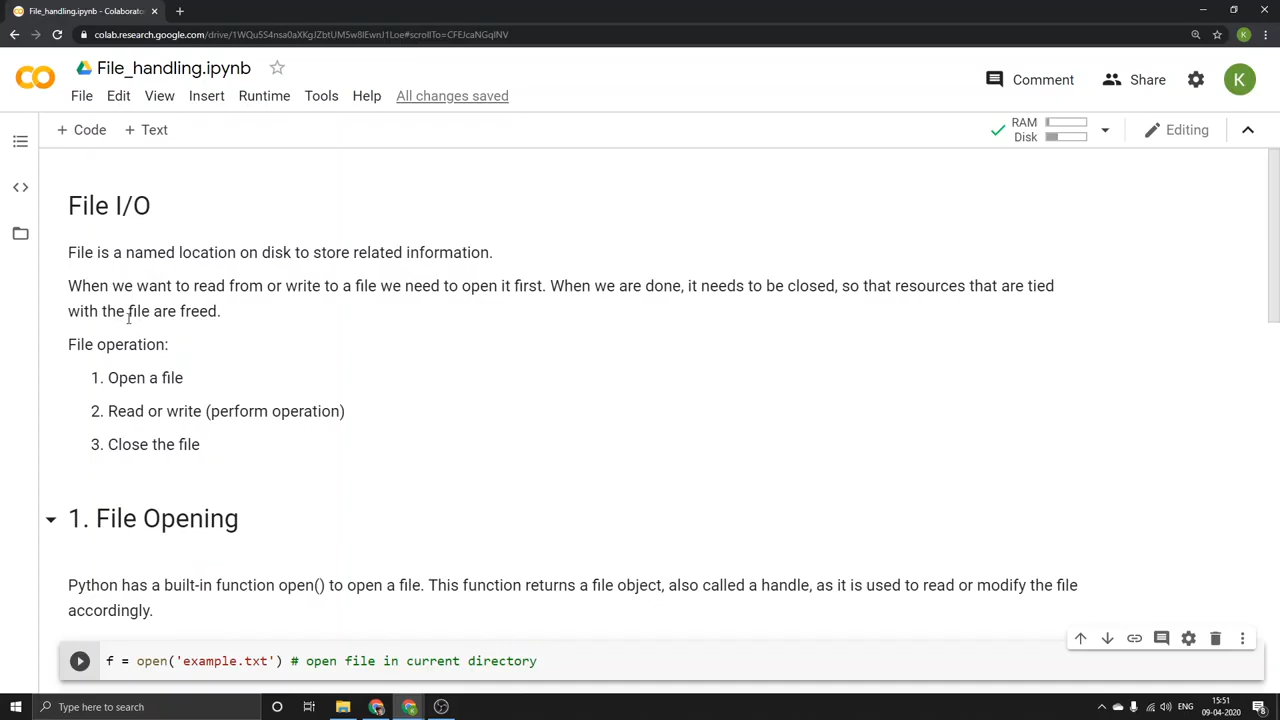 File_handling.ipynb - Colaborato
colab.research.google.com/drive/1WQu5S4nsa0aXKgJZbtUM5w8lEwnJ1Loe#scrollTo=CFEJcaNGqlNV
K
CO
File_handling.ipynb
Comment
Share
K
File Edit View Insert Runtime Tools Help All changes saved
+ Code + Text
RAM
Disk
Editing
File I/O
File is a named location on disk to store related information.
When we want to read from or write to a file we need to open it first. When we are done, it needs to be closed, so that resources that are tied
with the file are freed.
File operation:
1. Open a file
2. Read or write (perform operation)
3. Close the file
1. File Opening
Python has a built-in function open() to open a file. This function returns a file object, also called a handle, as it is used to read or modify the file
accordingly.
f = open('example.txt') # open file in current directory
Type here to search
ENG
15:51
09-04-2020
8